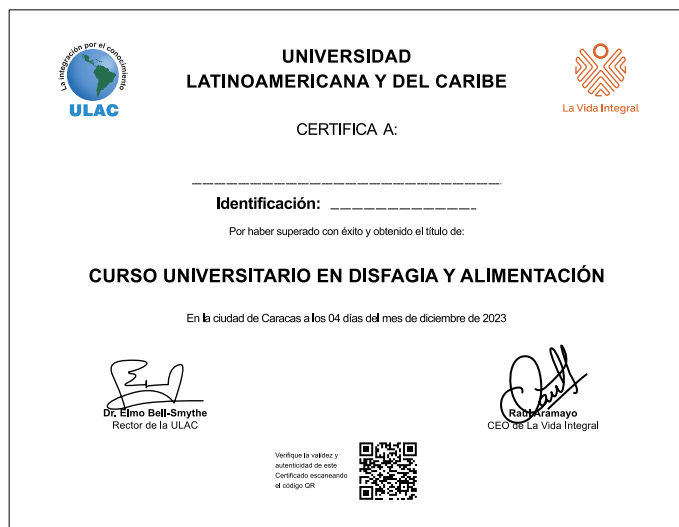 La integración por el conocimiento
ULAC
UNIVERSIDAD
LATINOAMERICANA Y DEL CARIBE
La Vida Integral
CERTIFICA A:
Identificación:
Por haber superado con éxito y obtenido el título de:
CURSO UNIVERSITARIO EN DISFAGIA Y ALIMENTACIÓN
En la ciudad de Caracas a los 04 días del mes de diciembre de 2023
Dr. Elmo Bell-Smythe
Rector de la ULAC
Raúl Aramayo
CEO de La Vida Integral
Verifique la validez y
autenticidad de este
Certificado escaneando
el código QR